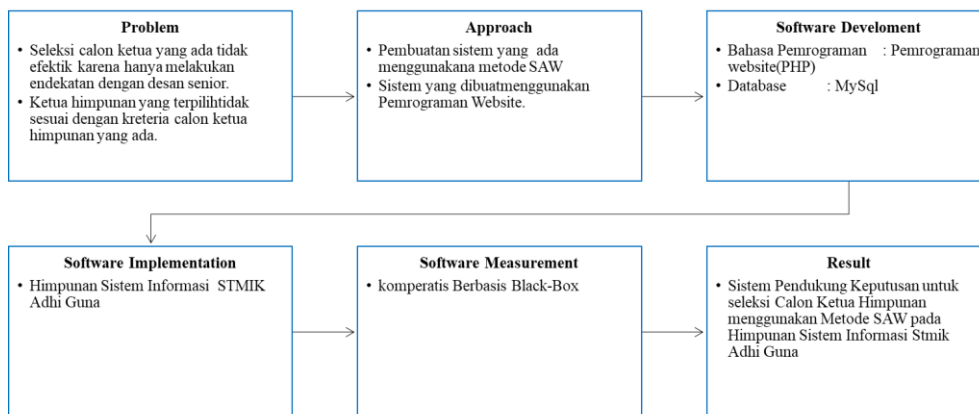 Problem
• Seleksi calon ketua yang ada tidak
efektik karena hanya melakukan
endekatan dengan desan senior.
• Ketua himpunan yang terpilihtidak
sesuai dengan kreteria calon ketua
himpunan yang ada.
Approach
• Pembuatan sistem yang ada
menggunakana metode SAW
• Sistem yang dibuatmenggunakan
Pemrograman Website.
Software Develoment
• Bahasa Pemrograman : Pemrograman
website(PHP)
• Database : MySql
Software Implementation
• Himpunan Sistem Informasi STMIK
Adhi Guna
Software Measurement
• komperatis Berbasis Black-Box
Result
• Sistem Pendukung Keputusan untuk
seleksi Calon Ketua Himpunan
menggunakan Metode SAW pada
Himpunan Sistem Informasi Stmik
Adhi Guna